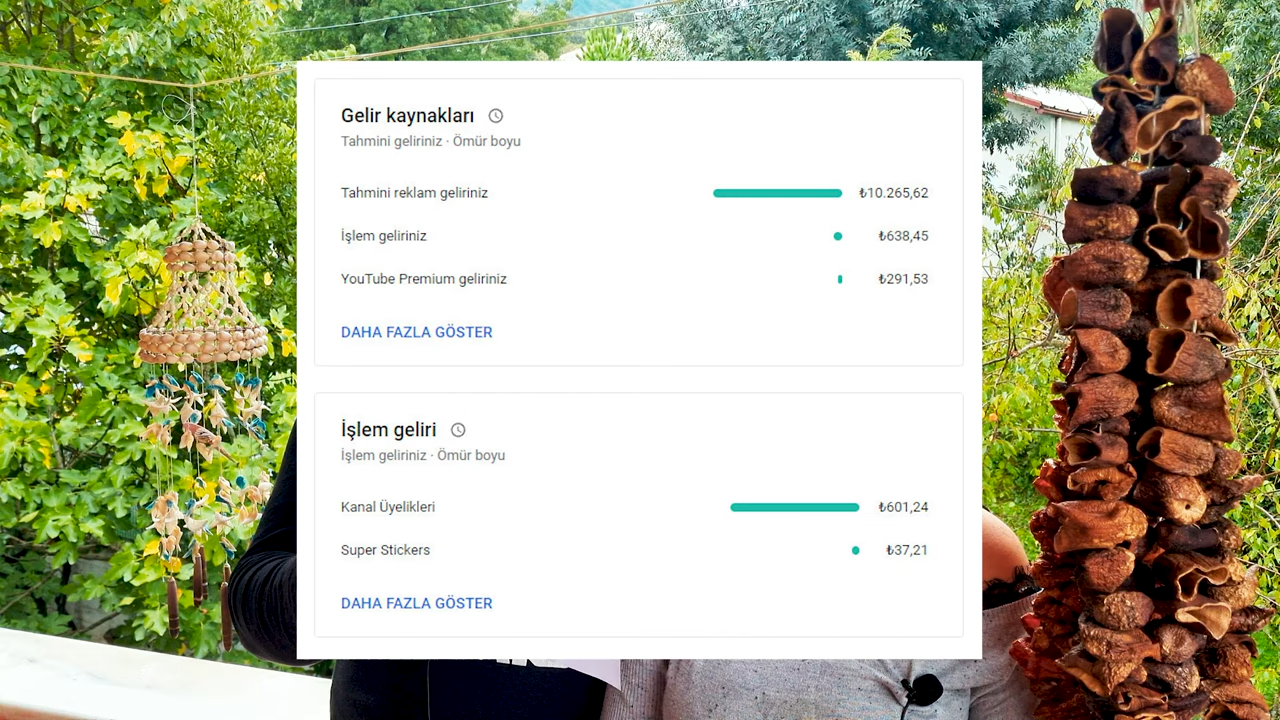 Gelir kaynakları
Tahmini geliriniz · Ömür boyu
Tahmini reklam geliriniz ₺10.265,62
İşlem geliriniz ₺638,45
YouTube Premium geliriniz ₺291,53
DAHA FAZLA GÖSTER
İşlem geliri
İşlem geliriniz · Ömür boyu
Kanal Üyelikleri ₺601,24
Super Stickers ₺37,21
DAHA FAZLA GÖSTER